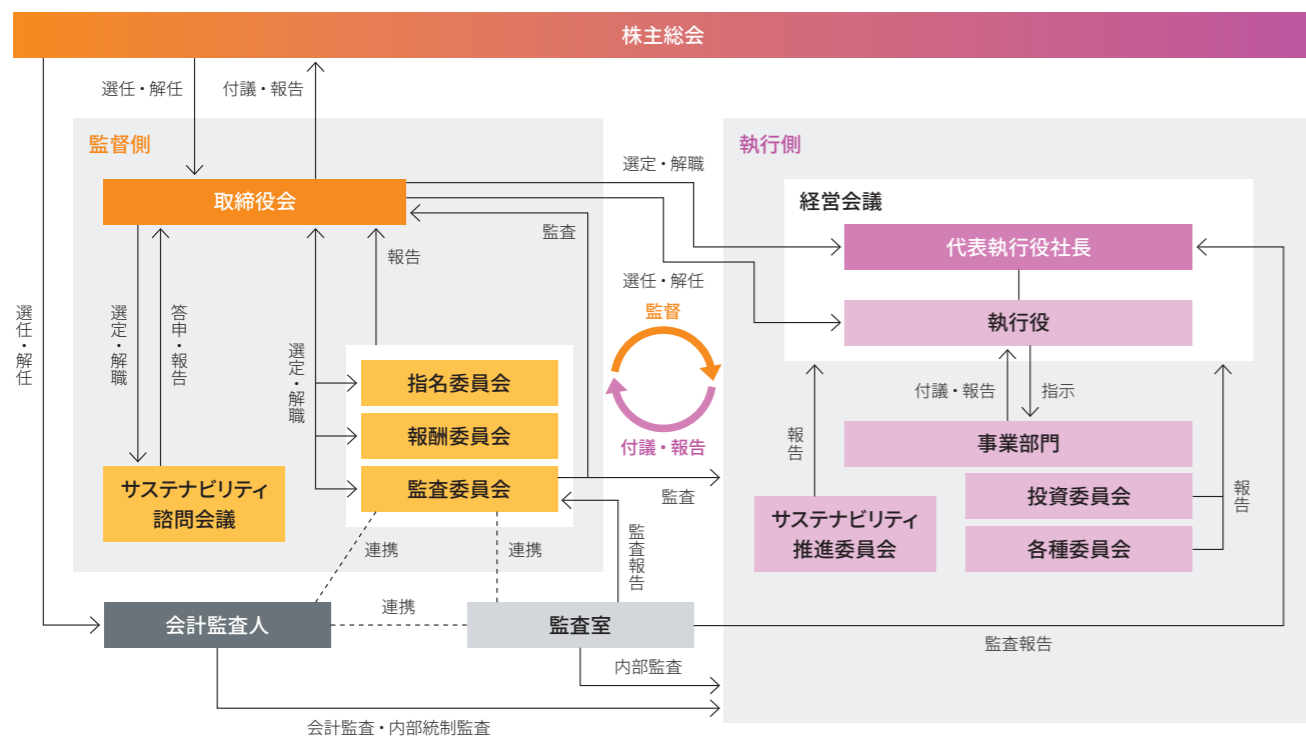 株主総会
選任・解任
付議・報告
監督側
執行側
選定・解職
取締役会
経営会議
監査
代表執行役社長
報告
選任・解任
監督
執行役
選任・解任
選定・解職
答申・報告
選定・解職
指名委員会
付議・報告
指示
報酬委員会
付議・報告
報告
事業部門
サステナビリティ
諮問会議
監査委員会
監査
投資委員会
報告
サステナビリティ
推進委員会
各種委員会
連携
連携
監査報告
連携
会計監査人
監査室
監査報告
内部監査
会計監査・内部統制監査